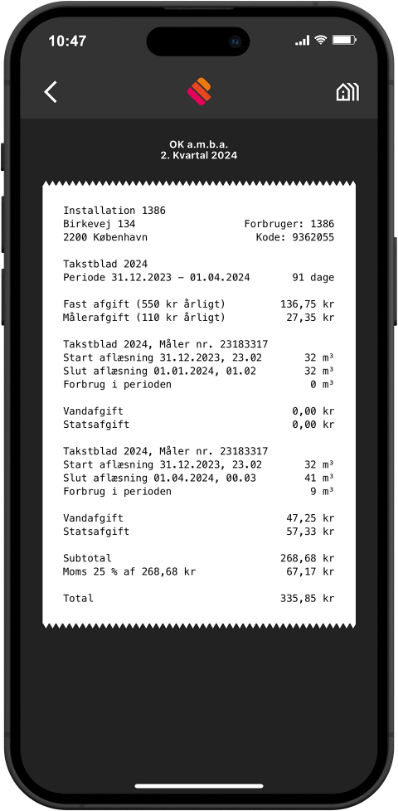 10:47
OK a.m.b.a.
2. Kvartal 2024
Installation 1386
Birkevej 134 Forbruger: 1386
2200 København Kode: 9362055
Takstblad 2024
Periode 31.12.2023 – 01.04.2024 91 dage
Fast afgift (550 kr årligt) 136,75 kr
Målerafgift (110 kr årligt) 27,35 kr
Takstblad 2024, Måler nr. 23183317
Start aflæsning 31.12.2023, 23.02 32 m³
Slut aflæsning 01.01.2024, 01.02 32 m³
Forbrug i perioden 0 m³
Vandafgift 0,00 kr
Statsafgift 0,00 kr
Takstblad 2024, Måler nr. 23183317
Start aflæsning 31.12.2023, 23.02 32 m³
Slut aflæsning 01.04.2024, 00.03 41 m³
Forbrug i perioden 9 m³
Vandafgift 47,25 kr
Statsafgift 57,33 kr
Subtotal 268,68 kr
Moms 25 % af 268,68 kr 67,17 kr
Total 335,85 kr